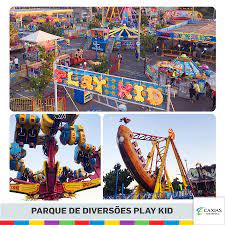 PLAY KID
PARQUE DE DIVERSÕES PLAY KID
CAXIAS